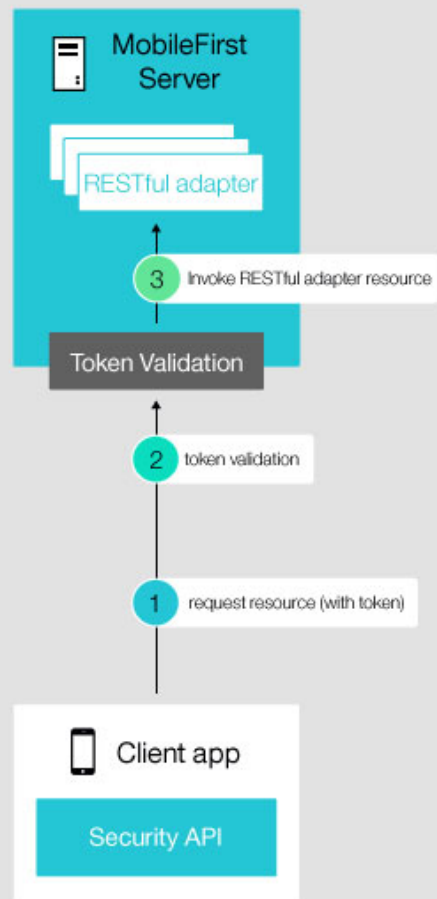 MobileFirst
Server
RESTful adapter
3 Invoke RESTful adapter resource
Token Validation
2 token validation
1 request resource (with token)
Client app
Security API